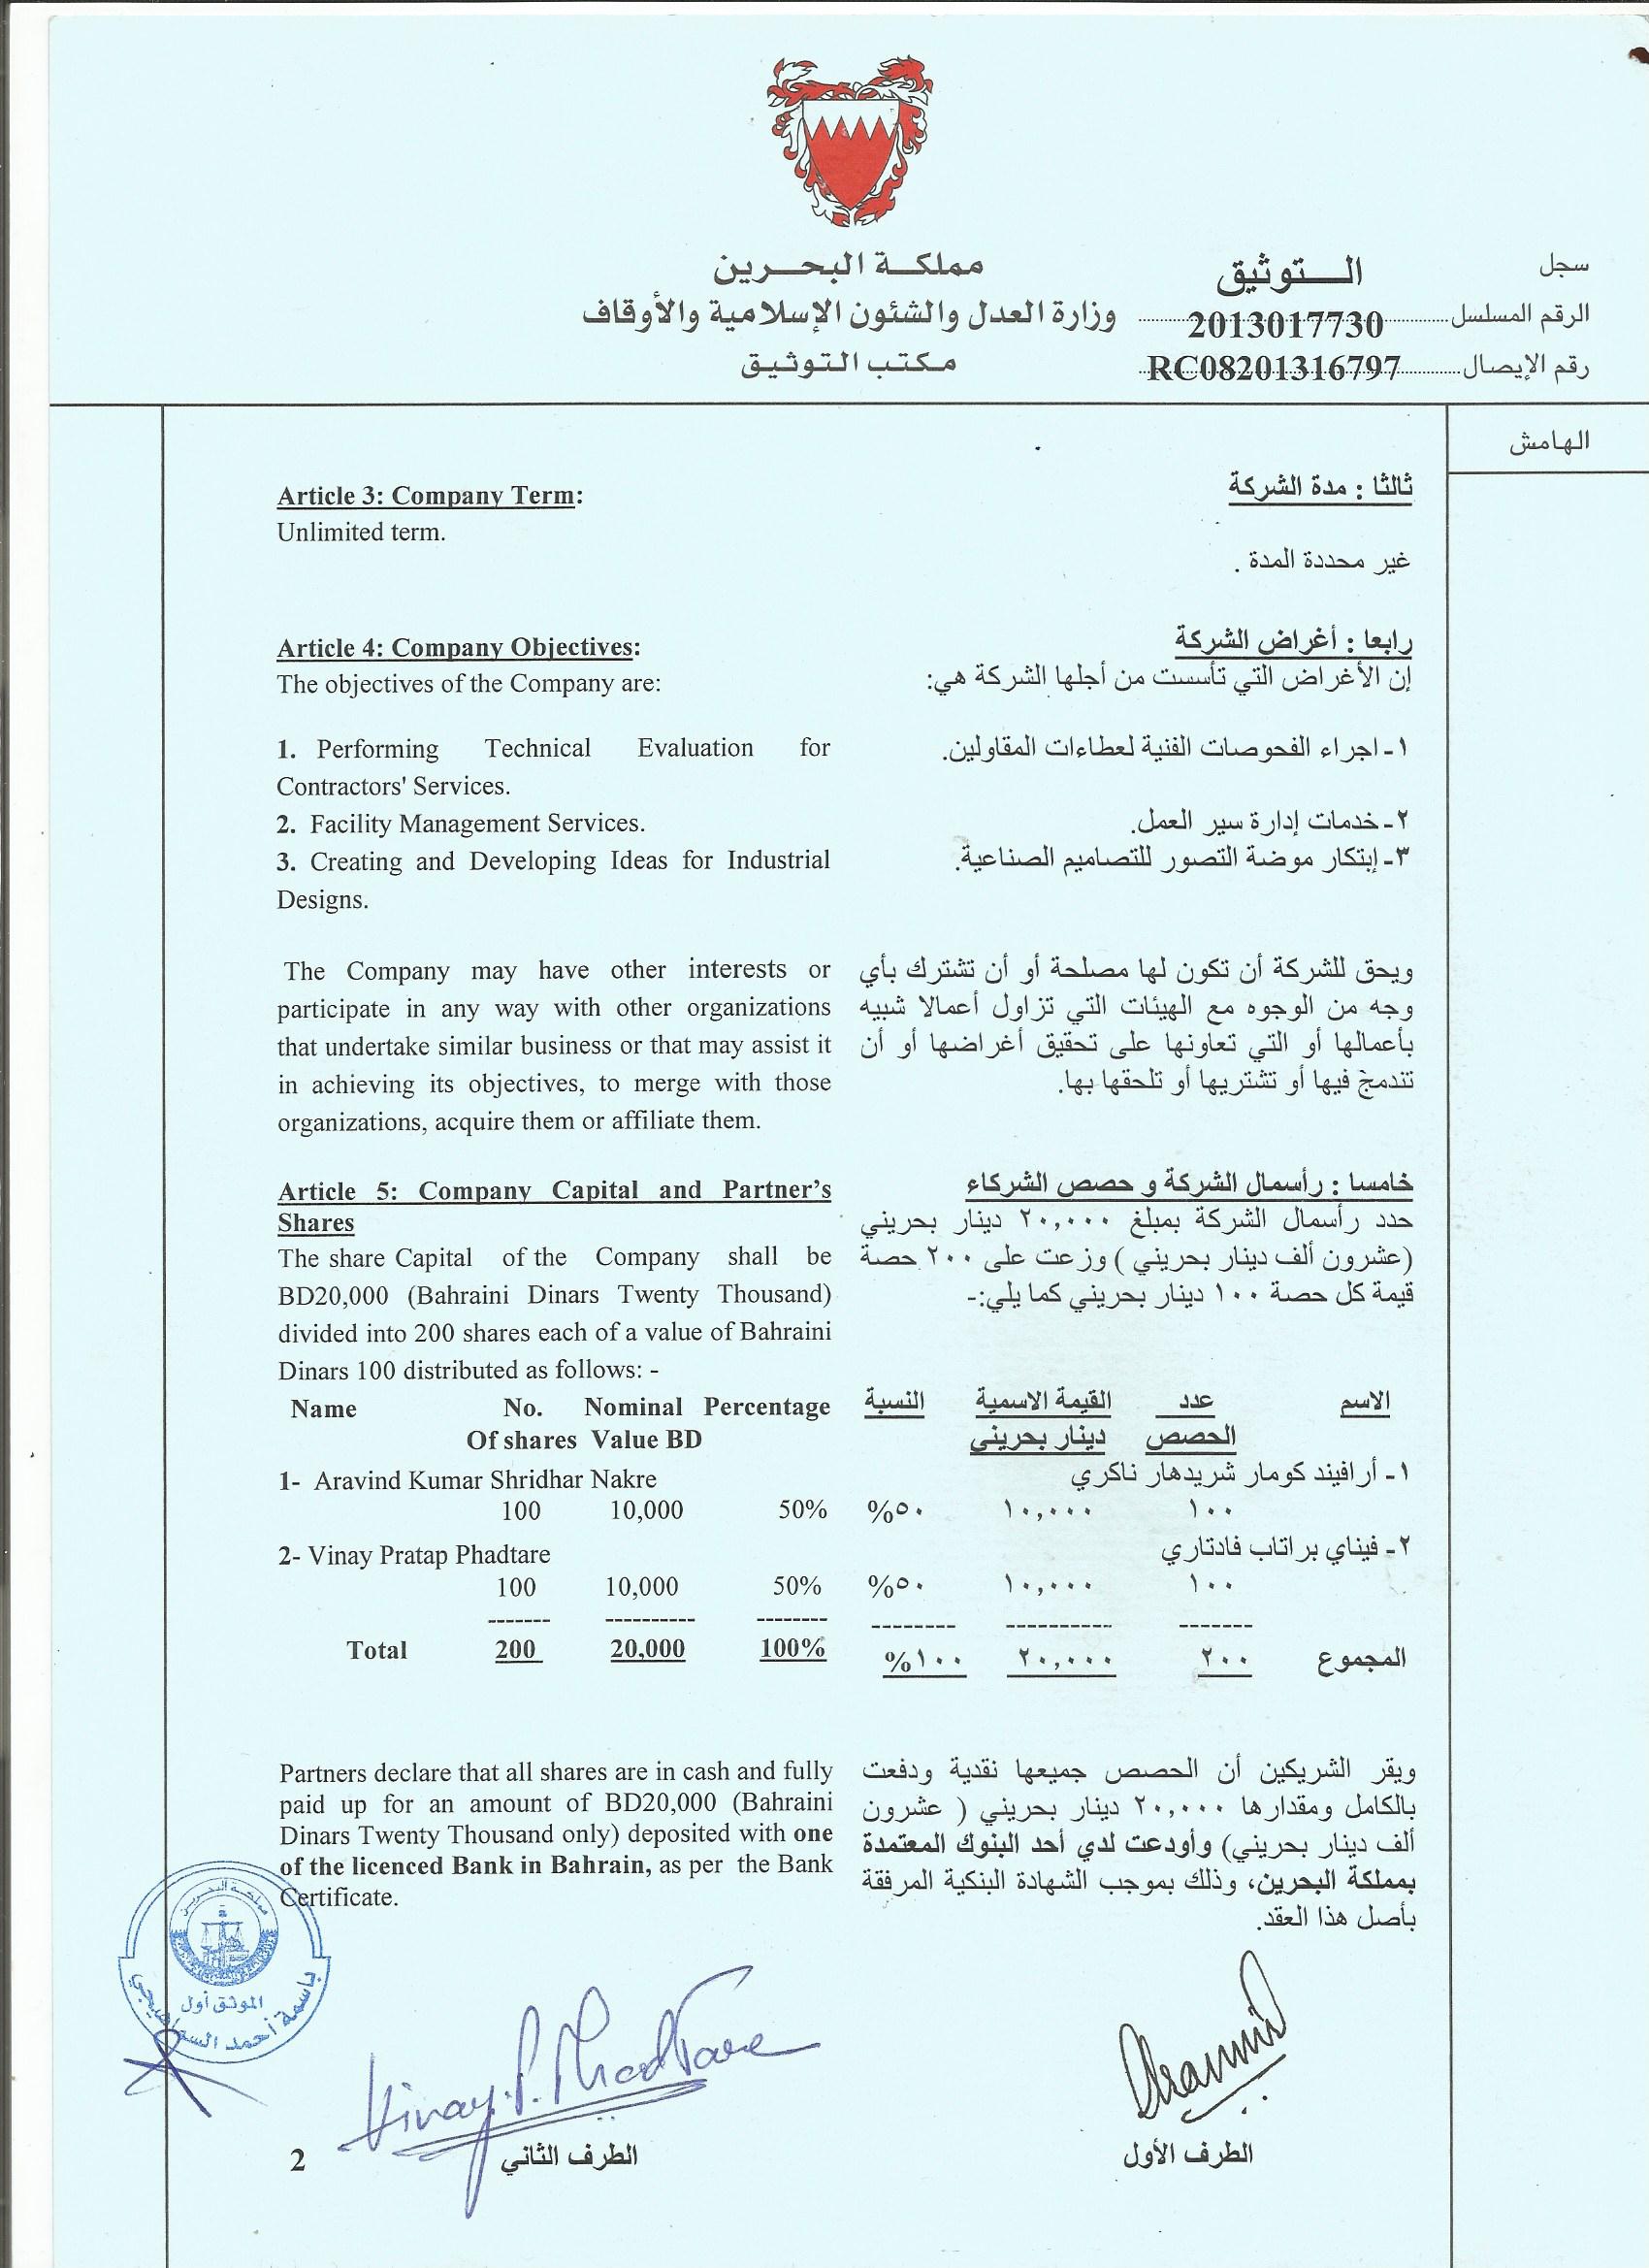 مملكة البحرين
وزارة العدل والشئون الإسلامية والأوقاف
مكتب التوثيق
سجل التوثيق
الرقم المسلسل 2013017730
رقم الإيصال RC08201316797
الهامش
Article 3: Company Term:
Unlimited term.
Article 4: Company Objectives:
The objectives of the Company are:
1. Performing Technical Evaluation for
Contractors' Services.
2. Facility Management Services.
3. Creating and Developing Ideas for Industrial
Designs.
The Company may have other interests or
participate in any way with other organizations
that undertake similar business or that may assist it
in achieving its objectives, to merge with those
organizations, acquire them or affiliate them.
Article 5: Company Capital and Partner's
Shares
The share Capital of the Company shall be
BD20,000 (Bahraini Dinars Twenty Thousand)
divided into 200 shares each of a value of Bahraini
Dinars 100 distributed as follows: -
Name No. Nominal Percentage
Of shares Value BD
1- Aravind Kumar Shridhar Nakre
100 10,000 50%
2- Vinay Pratap Phadtare
100 10,000 50%
------- ---------- --------
Total 200 20,000 100%
Partners declare that all shares are in cash and fully
paid up for an amount of BD20,000 (Bahraini
Dinars Twenty Thousand only) deposited with one
of the licenced Bank in Bahrain, as per the Bank
Certificate.
ثالثا : مدة الشركة
غير محددة المدة .
رابعا : أغراض الشركة
إن الأغراض التي تأسست من أجلها الشركة هي:
١- اجراء الفحوصات الفنية لعطاءات المقاولين.
٢- خدمات إدارة سير العمل.
٣- إبتكار موضة التصور للتصاميم الصناعية.
ويحق للشركة أن تكون لها مصلحة أو أن تشترك بأي
وجه من الوجوه مع الهيئات التي تزاول أعمالا شبيه
بأعمالها أو التي تعاونها على تحقيق أغراضها أو أن
تندمج فيها أو تشتريها أو تلحقها بها.
خامسا : رأسمال الشركة و حصص الشركاء
حدد رأسمال الشركة بمبلغ ٢٠,٠٠٠ دينار بحريني
(عشرون ألف دينار بحريني ) وزعت على ٢٠٠ حصة
قيمة كل حصة ١٠٠ دينار بحريني كما يلي:-
الاسم عدد القيمة الاسمية النسبة
الحصص دينار بحريني
١- أرافيند كومار شريدهار ناكري
١٠٠ ١٠,٠٠٠ ٥٠%
٢- فيناي براتاب فادتاري
١٠٠ ١٠,٠٠٠ ٥٠%
------- ---------- --------
المجموع ٢٠٠ ٢٠,٠٠٠ ١٠٠%
ويقر الشريكين أن الحصص جميعها نقدية ودفعت
بالكامل ومقدارها ٢٠,٠٠٠ دينار بحريني ( عشرون
ألف دينار بحريني) وأودعت لدي أحد البنوك المعتمدة
بمملكة البحرين، وذلك بموجب الشهادة البنكية المرفقة
بأصل هذا العقد.
مملكة البحرين
الموثق أول
باسمة أحمد
Vinay.P.Phadtare
Aravind
الطرف الأول
الطرف الثاني
2